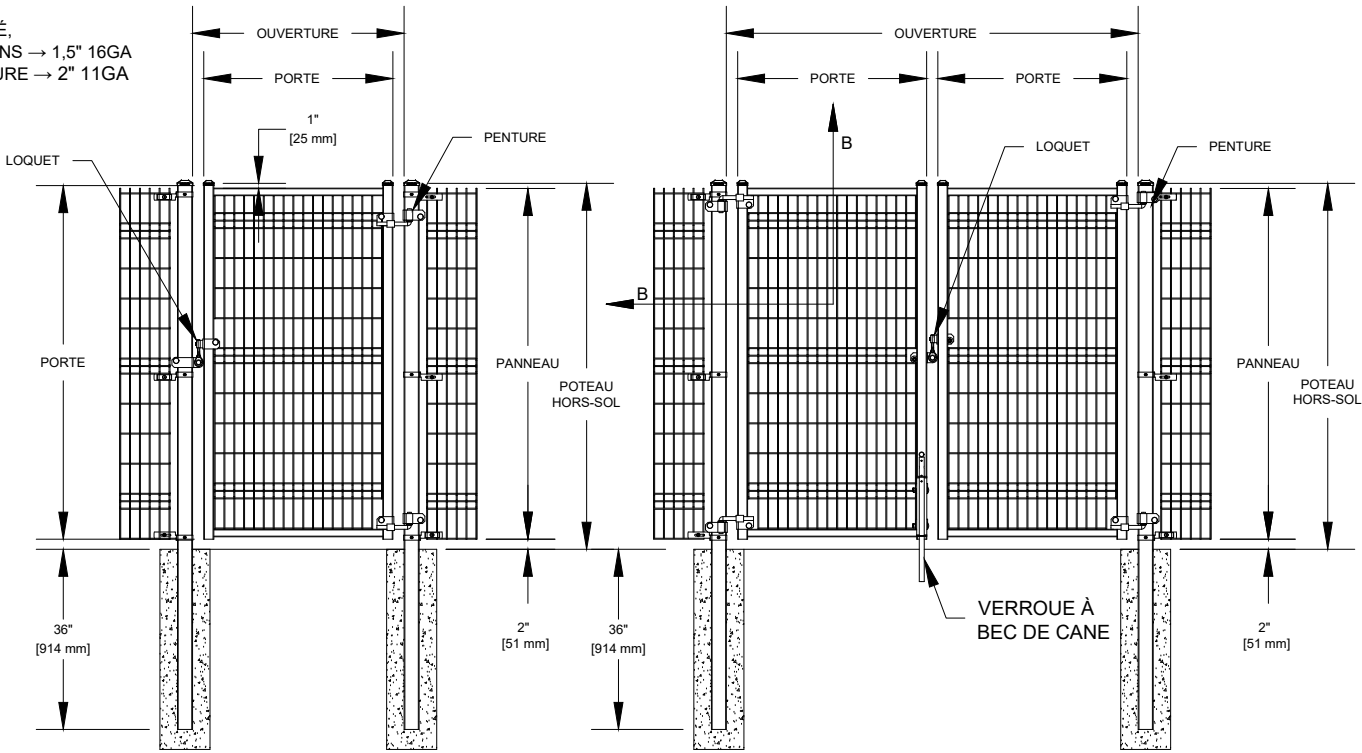 É,
NS → 1,5" 16GA
URE → 2" 11GA
OUVERTURE
PORTE
1"
[25 mm]
LOQUET
PENTURE
PORTE
PANNEAU
POTEAU
HORS-SOL
36"
[914 mm]
2"
[51 mm]
OUVERTURE
PORTE
PORTE
B
LOQUET
PENTURE
B
PANNEAU
POTEAU
HORS-SOL
VERROUE À
BEC DE CANE
36"
[914 mm]
2"
[51 mm]